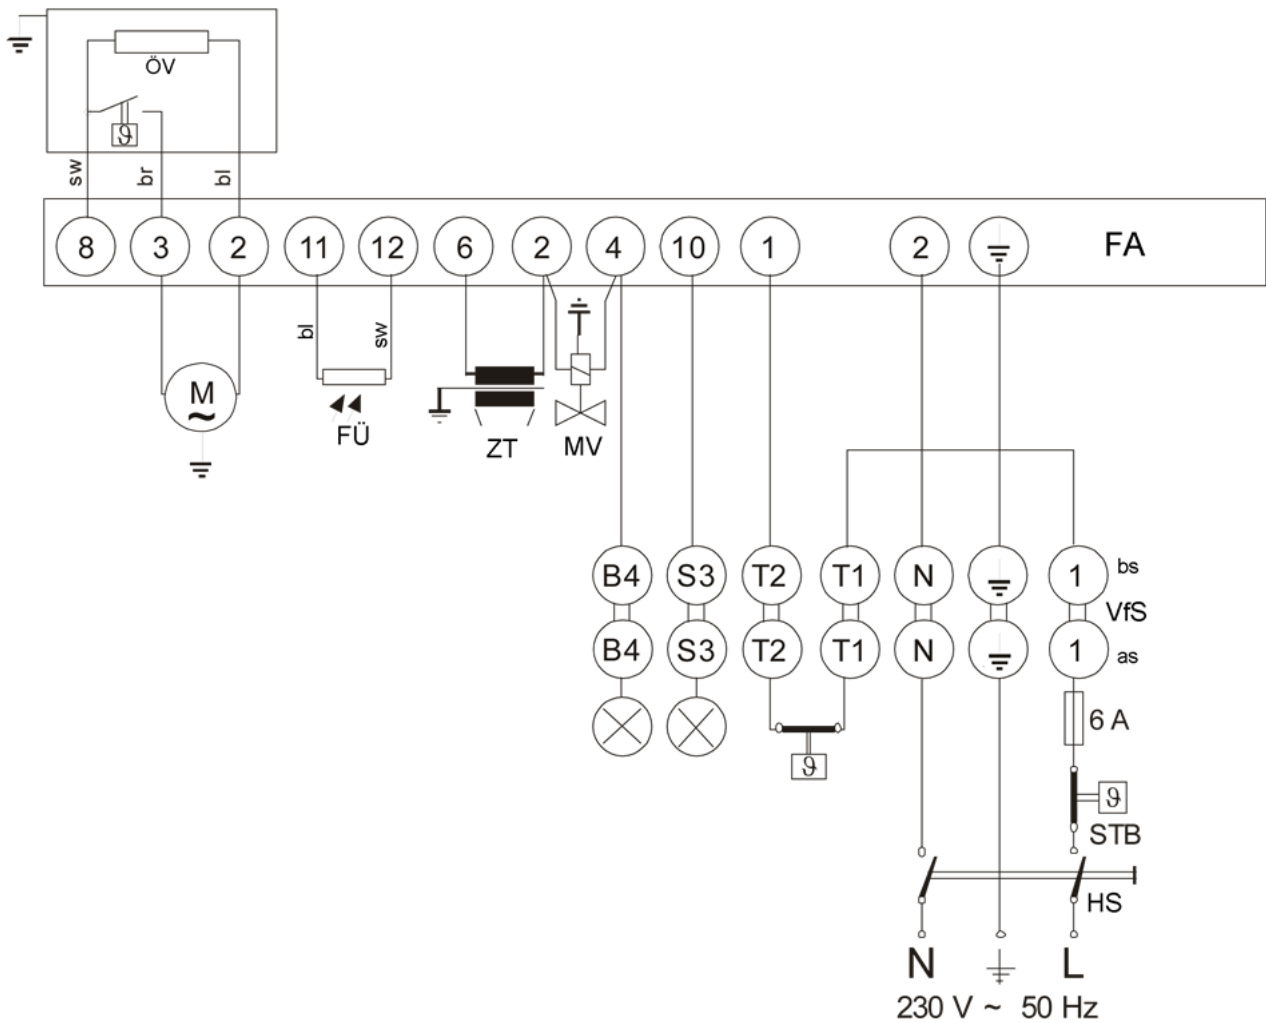 ÖV
ϑ
sw br bl
8 3 2 11 12 6 2 4 10 1 2 FA
bl sw
M
~
FÜ ZT MV
B4 S3 T2 T1 N 1 bs
VfS
B4 S3 T2 T1 N 1 as
6 A
ϑ ϑ
STB
HS
N L
230 V ~ 50 Hz